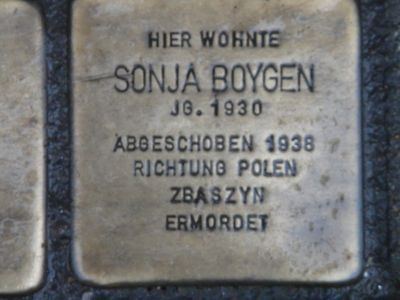 HIER WOHNTE
SONJA BOYGEN
JG. 1930
ABGESCHOBEN 1938
RICHTUNG POLEN
ZBASZYN
ERMORDET